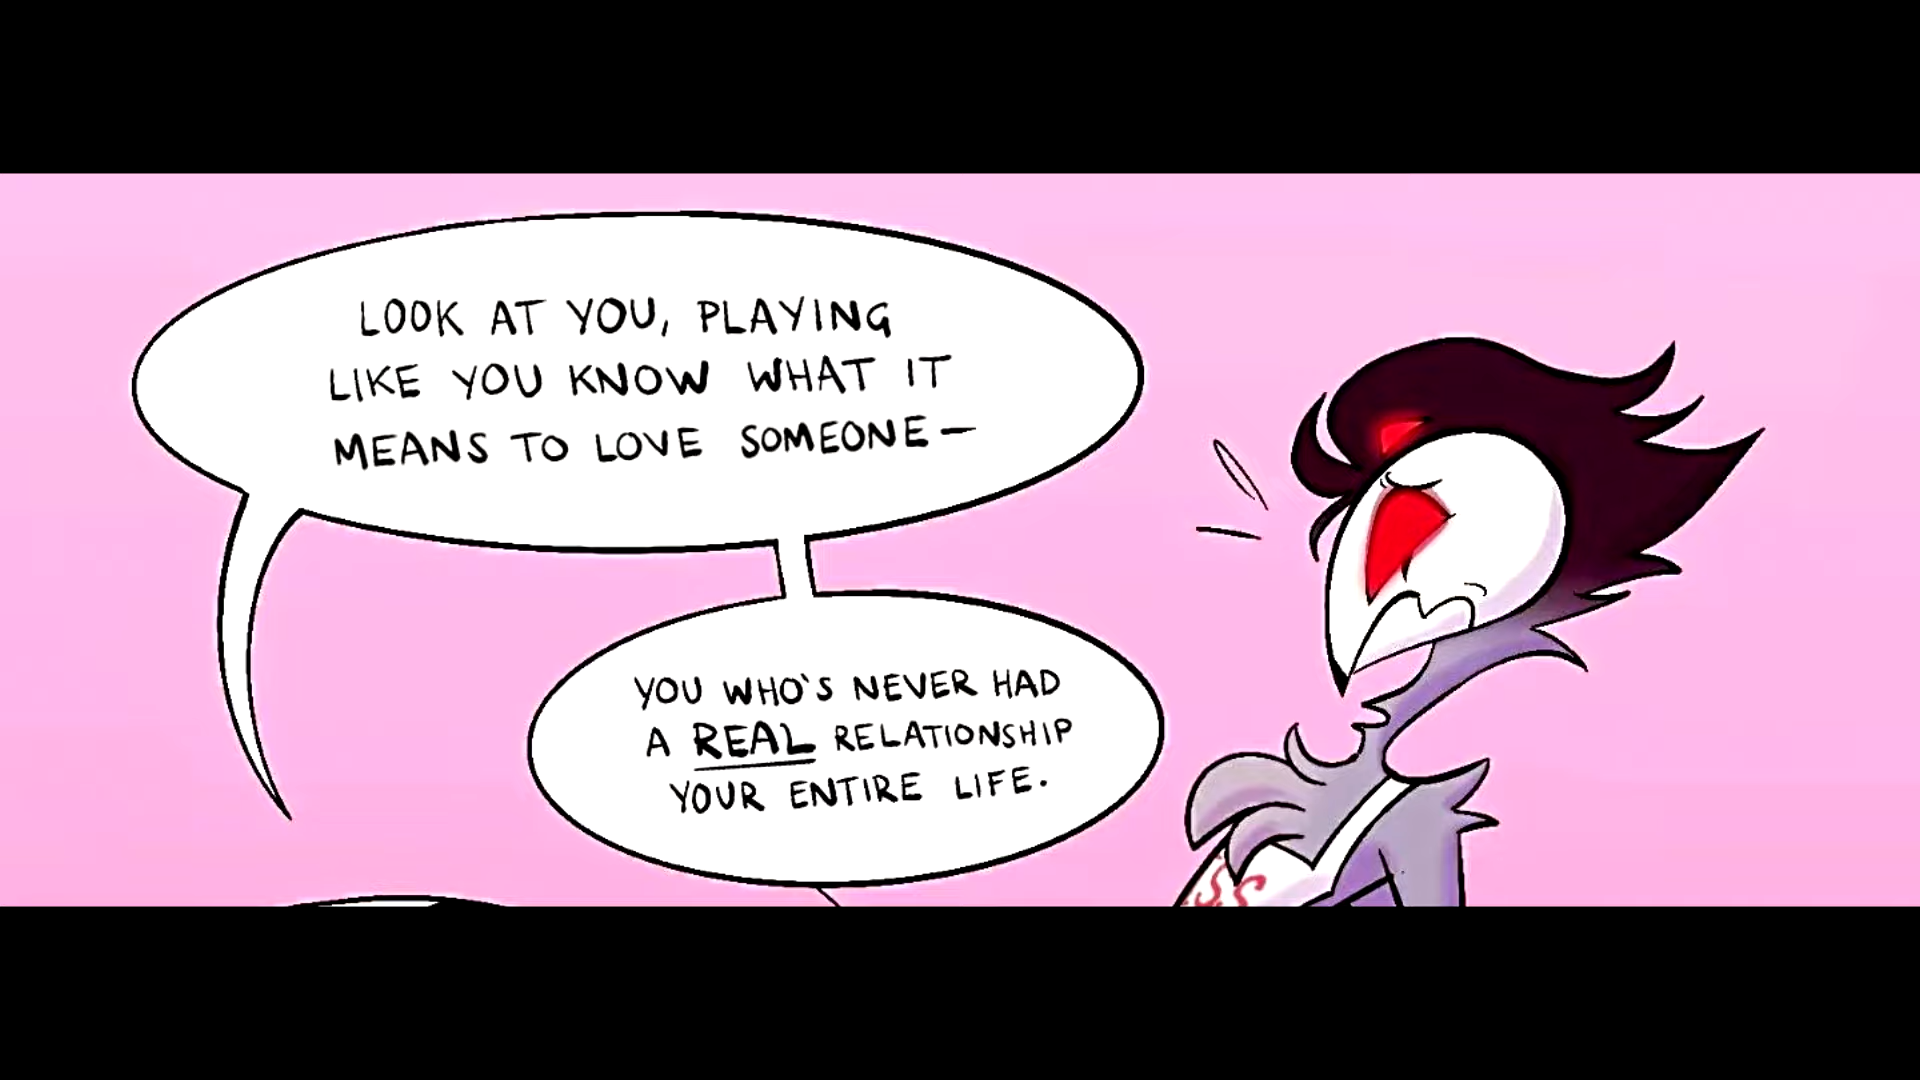 LOOK AT YOU, PLAYING
LIKE YOU KNOW WHAT IT
MEANS TO LOVE SOMEONE—
YOU WHO'S NEVER HAD
A REAL RELATIONSHIP
YOUR ENTIRE LIFE.